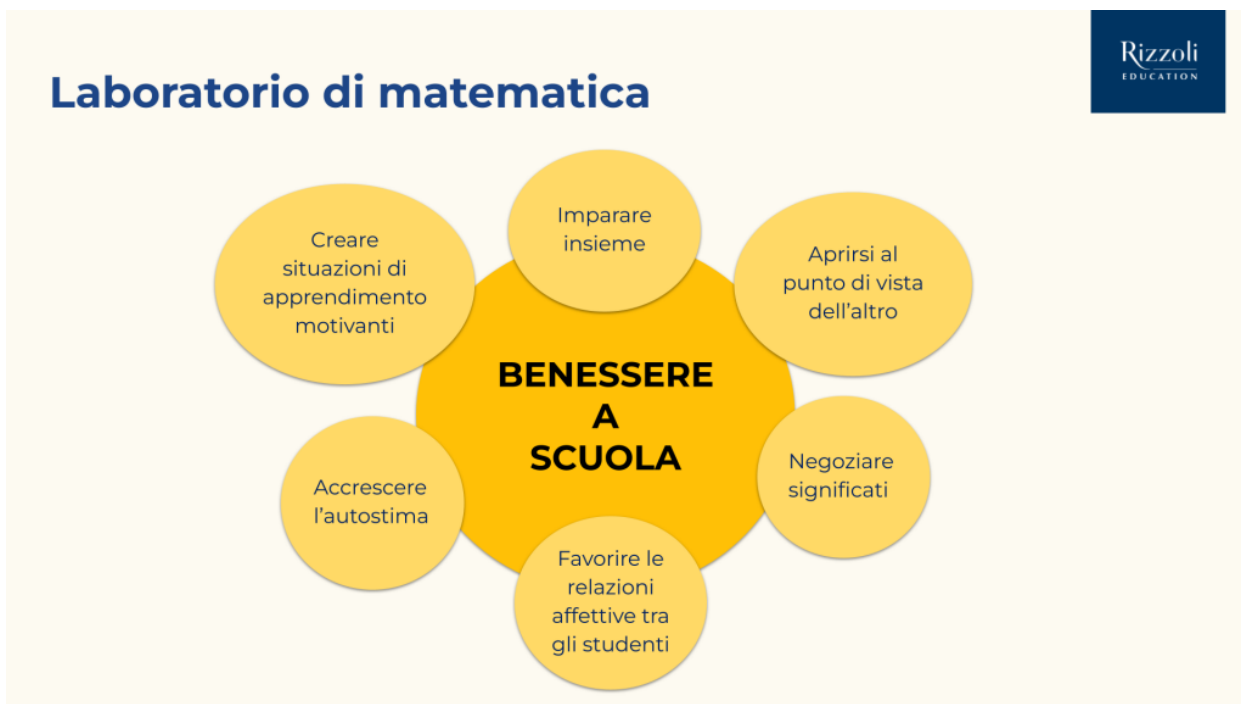 Rizzoli
EDUCATION
Laboratorio di matematica
Imparare
insieme
Creare
situazioni di
apprendimento
motivanti
Aprirsi al
punto di vista
dell'altro
BENESSERE
A
SCUOLA
Accrescere
l'autostima
Negoziare
significati
Favorire le
relazioni
affettive tra
gli studenti